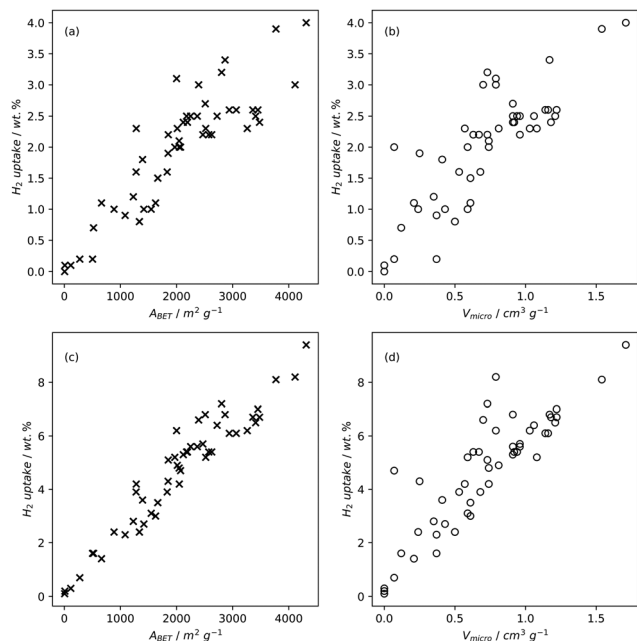 (a)
4.0
3.5
3.0
2.5
2.0
1.5
1.0
0.5
0.0
H2 uptake / wt. %
0 1000 2000 3000 4000
ABET / m² g⁻¹
(b)
4.0
3.5
3.0
2.5
2.0
1.5
1.0
0.5
0.0
H2 uptake / wt. %
0.0 0.5 1.0 1.5
Vmicro / cm³ g⁻¹
(c)
8
6
4
2
0
H2 uptake / wt. %
0 1000 2000 3000 4000
ABET / m² g⁻¹
(d)
8
6
4
2
0
H2 uptake / wt. %
0.0 0.5 1.0 1.5
Vmicro / cm³ g⁻¹